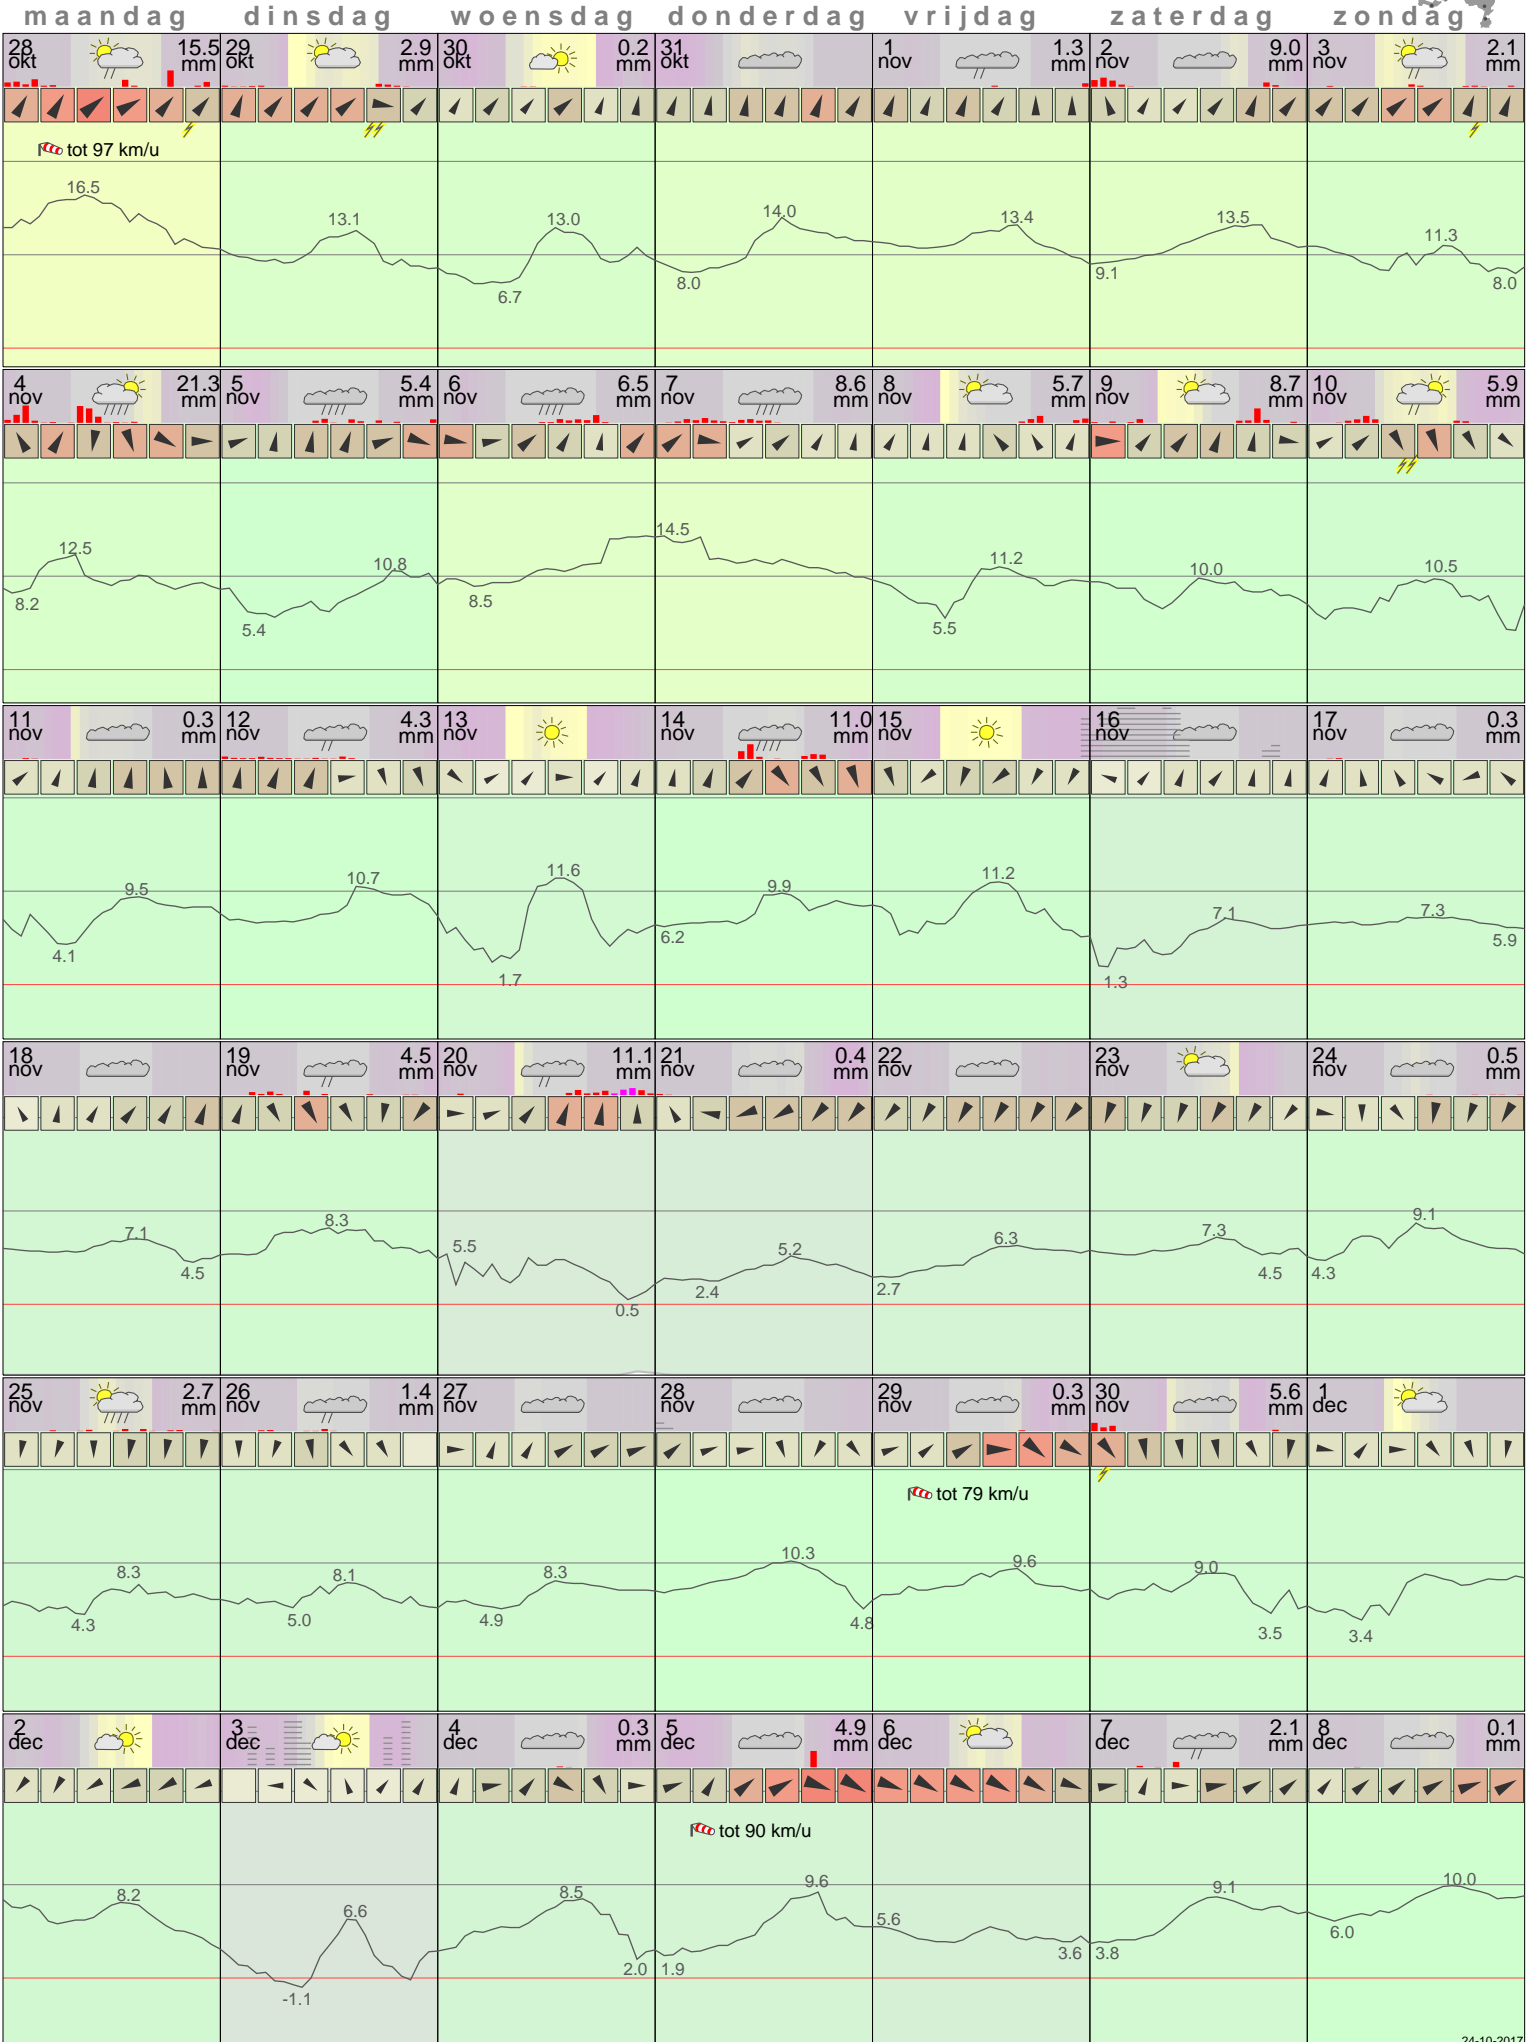 maandag dinsdag woensdag donderdag vrijdag zaterdag zondag
28 okt 15.5 mm 29 okt 2.9 mm 30 okt 0.2 mm 31 okt 1 nov 1.3 mm 2 nov 9.0 mm 3 nov 2.1 mm
tot 97 km/u
16.5 13.1 13.0 14.0 13.4 13.5 11.3
6.7 8.0 9.1 8.0
4 nov 21.3 mm 5 nov 5.4 mm 6 nov 6.5 mm 7 nov 8.6 mm 8 nov 5.7 mm 9 nov 8.7 mm 10 nov 5.9 mm
12.5 10.8 14.5 11.2 10.0 10.5
8.2 5.4 8.5 5.5
11 nov 0.3 mm 12 nov 4.3 mm 13 nov 14 nov 11.0 mm 15 nov 16 nov 17 nov 0.3 mm
9.5 10.7 11.6 9.9 11.2 7.1 7.3
4.1 1.7 6.2 1.3 5.9
18 nov 19 nov 4.5 mm 20 nov 11.1 mm 21 nov 0.4 mm 22 nov 23 nov 24 nov 0.5 mm
7.1 8.3 5.5 5.2 6.3 7.3 9.1
4.5 0.5 2.4 2.7 4.5 4.3
25 nov 2.7 mm 26 nov 1.4 mm 27 nov 28 nov 29 nov 0.3 mm 30 nov 5.6 mm 1 dec
tot 79 km/u
8.3 8.1 8.3 10.3 9.6 9.0
4.3 5.0 4.9 4.8 3.5 3.4
2 dec 3 dec 4 dec 0.3 mm 5 dec 4.9 mm 6 dec 7 dec 2.1 mm 8 dec 0.1 mm
tot 90 km/u
8.2 6.6 8.5 9.6 5.6 9.1 10.0
-1.1 2.0 1.9 3.6 3.8 6.0
24-10-2017